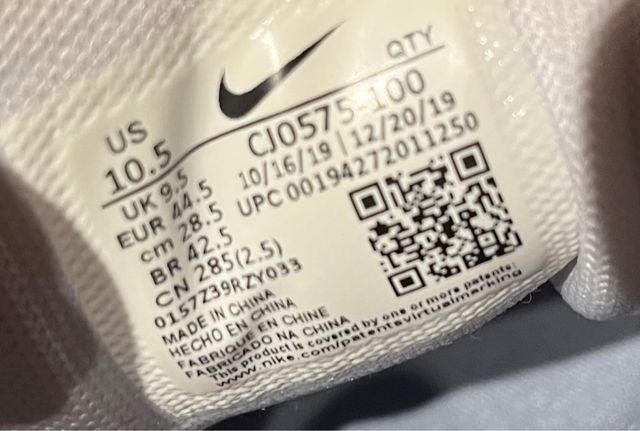 QTY
US
10.5
CJ0575-100
10/16/19 | 12/20/19
UPC 00194272011250
UK 9.5
EUR 44.5
cm 28.5
BR 42.5
CN 285(2.5)
0157Z39RZY033
MADE IN CHINA
HECHO EN CHINA
FABRIQUE EN CHINE
FABRICADO NA CHINA
This product is covered by one or more patents:
www.nike.com/patentsvirtualmarking